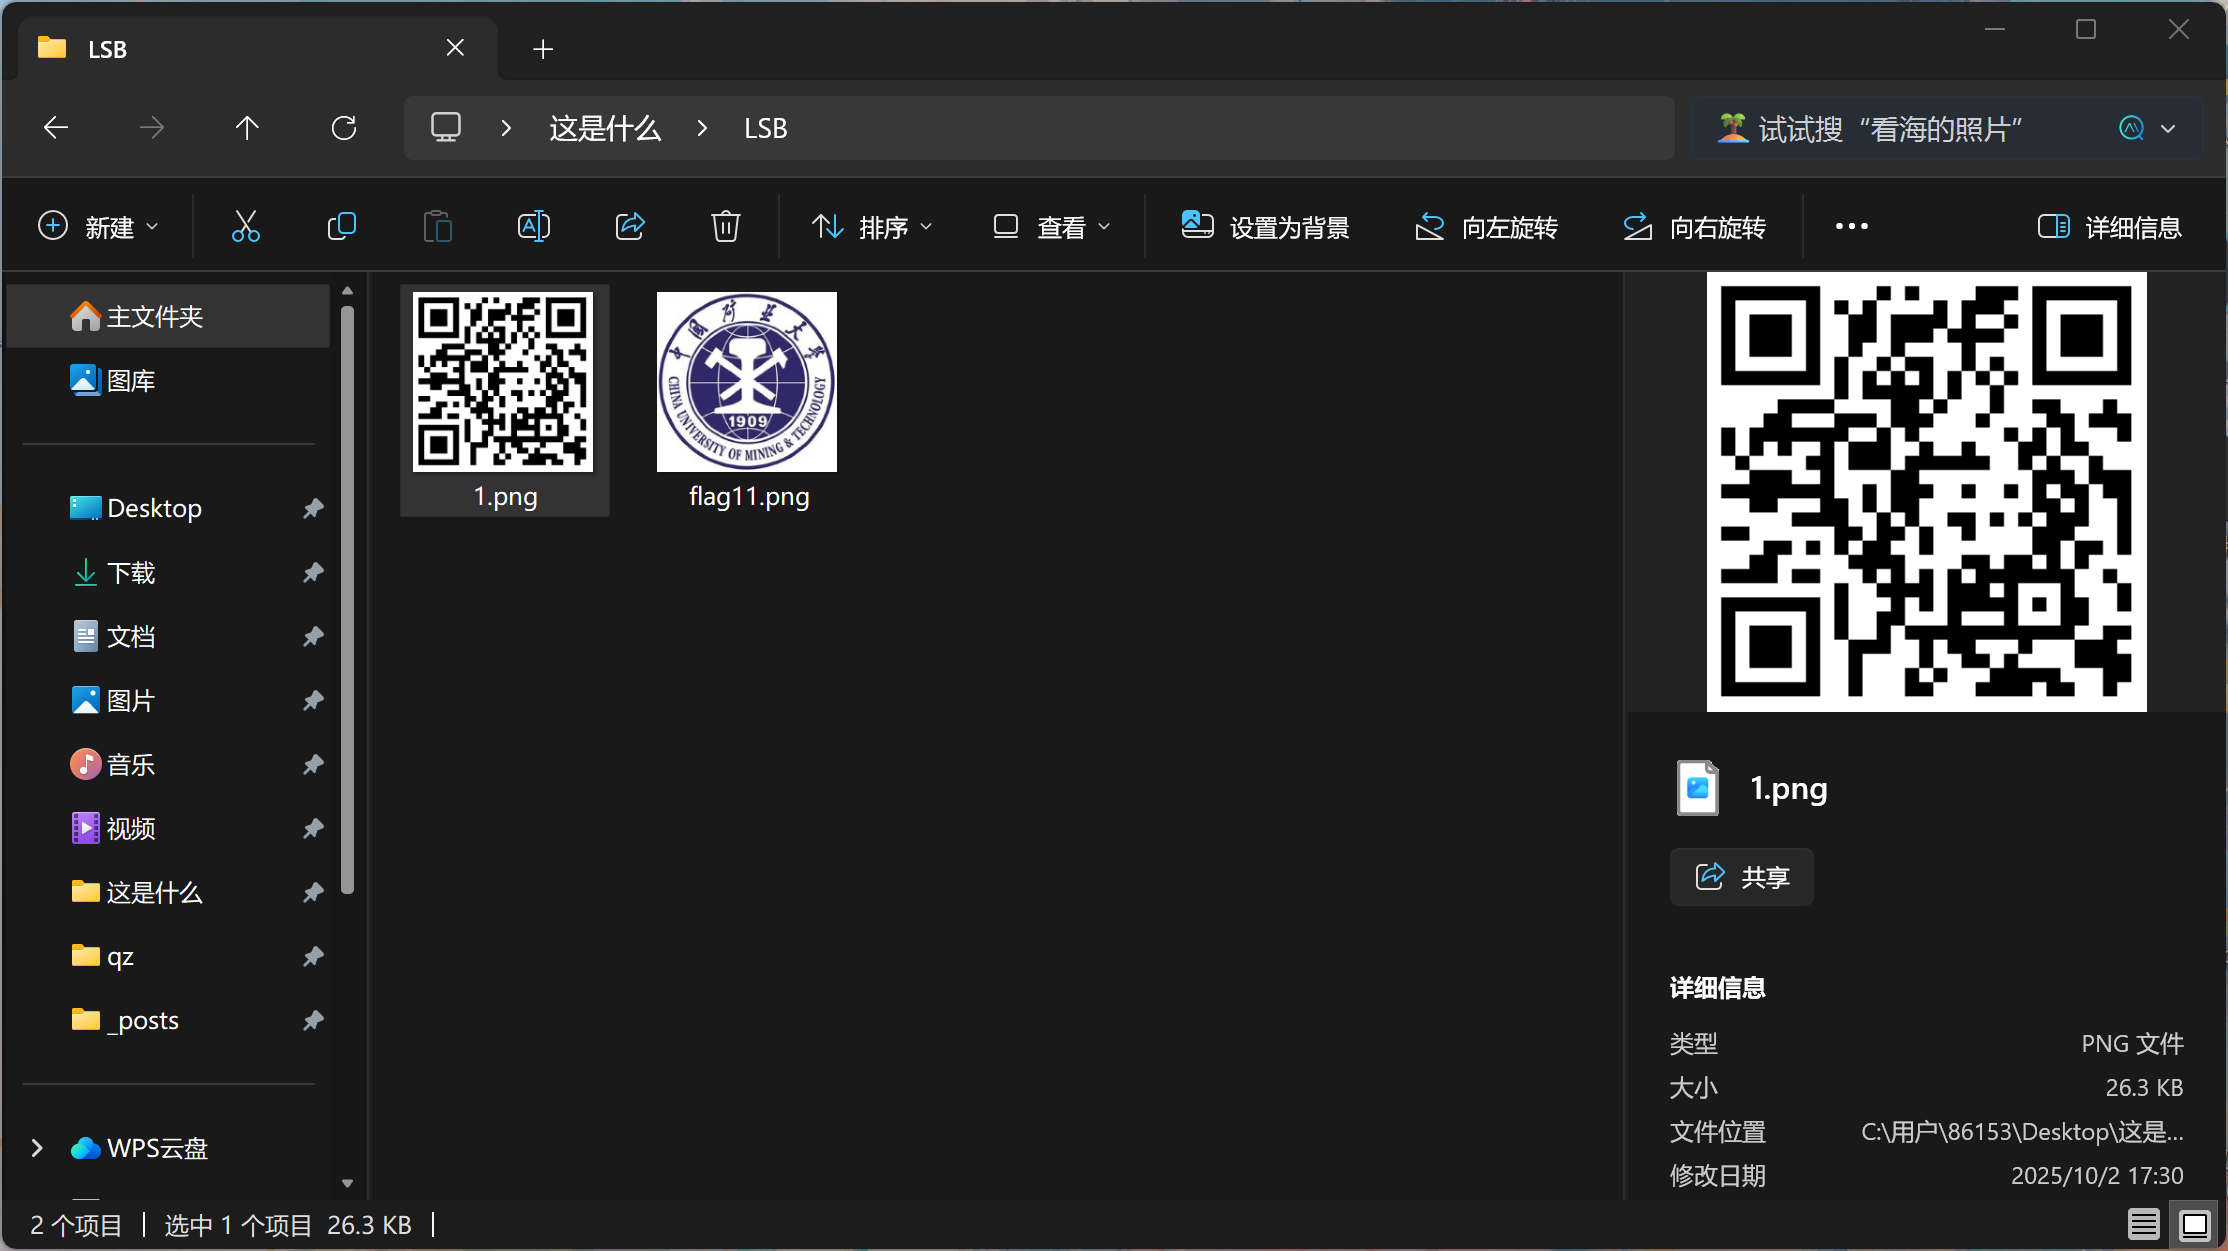 LSB
这是什么 LSB
试试搜“看海的照片”
新建 排序 查看 设置为背景 向左旋转 向右旋转 详细信息
主文件夹
图库
Desktop
下载
文档
图片
音乐
视频
这是什么
qz
_posts
WPS云盘
中国矿业大学
1909
CHINA UNIVERSITY OF MINING & TECHNOLOGY
1.png
flag11.png
1.png
共享
详细信息
类型 PNG 文件
大小 26.3 KB
文件位置 C:\用户\86153\Desktop\这是...
修改日期 2025/10/2 17:30
2 个项目 选中 1 个项目 26.3 KB